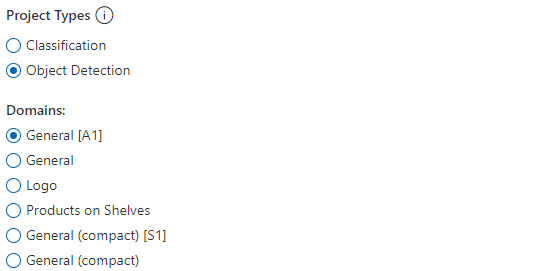 Project Types
Classification
Object Detection
Domains:
General [A1]
General
Logo
Products on Shelves
General (compact) [S1]
General (compact)